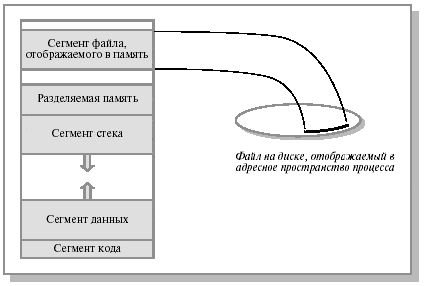 Сегмент файла,
отображаемого в память
Разделяемая память
Сегмент стека
Сегмент данных
Сегмент кода
Файл на диске, отображаемый в
адресное пространство процесса